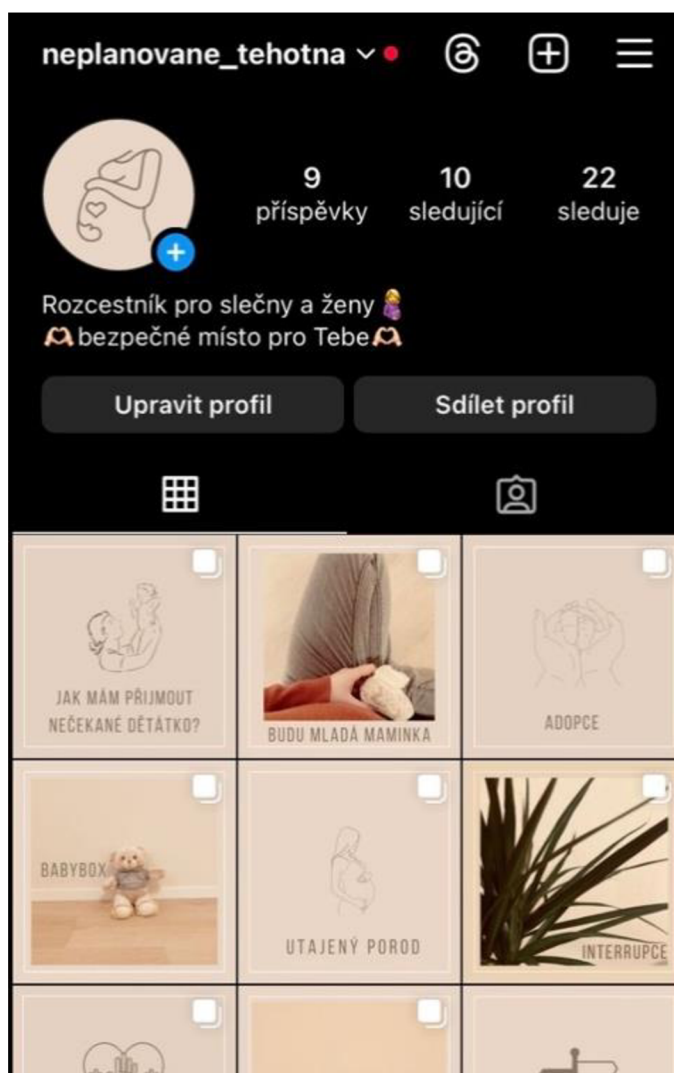 neplanovane_tehotna
9
příspěvky
10
sledující
22
sleduje
Rozcestník pro slečny a ženy
bezpečné místo pro Tebe
Upravit profil
Sdílet profil
JAK MÁM PŘIJMOUT
NEČEKANÉ DĚŤÁTKO?
BUDU MLADÁ MAMINKA
ADOPCE
BABYBOX
UTAJENÝ POROD
INTERRUPCE